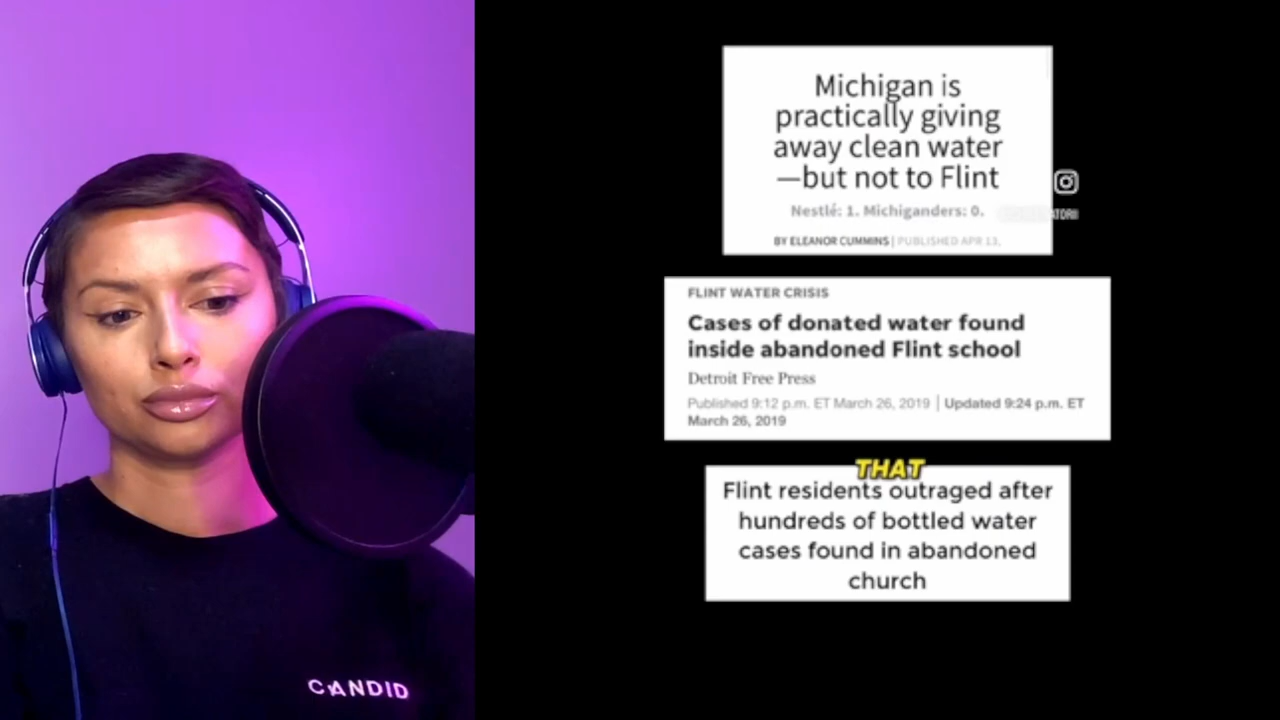 Michigan is
practically giving
away clean water
—but not to Flint
Nestlé: 1. Michiganders: 0.
BY ELEANOR CUMMINS | PUBLISHED APR 13,
FLINT WATER CRISIS
Cases of donated water found
inside abandoned Flint school
Detroit Free Press
Published 9:12 p.m. ET March 26, 2019 | Updated 9:24 p.m. ET
March 26, 2019
THAT
Flint residents outraged after
hundreds of bottled water
cases found in abandoned
church
CANDID